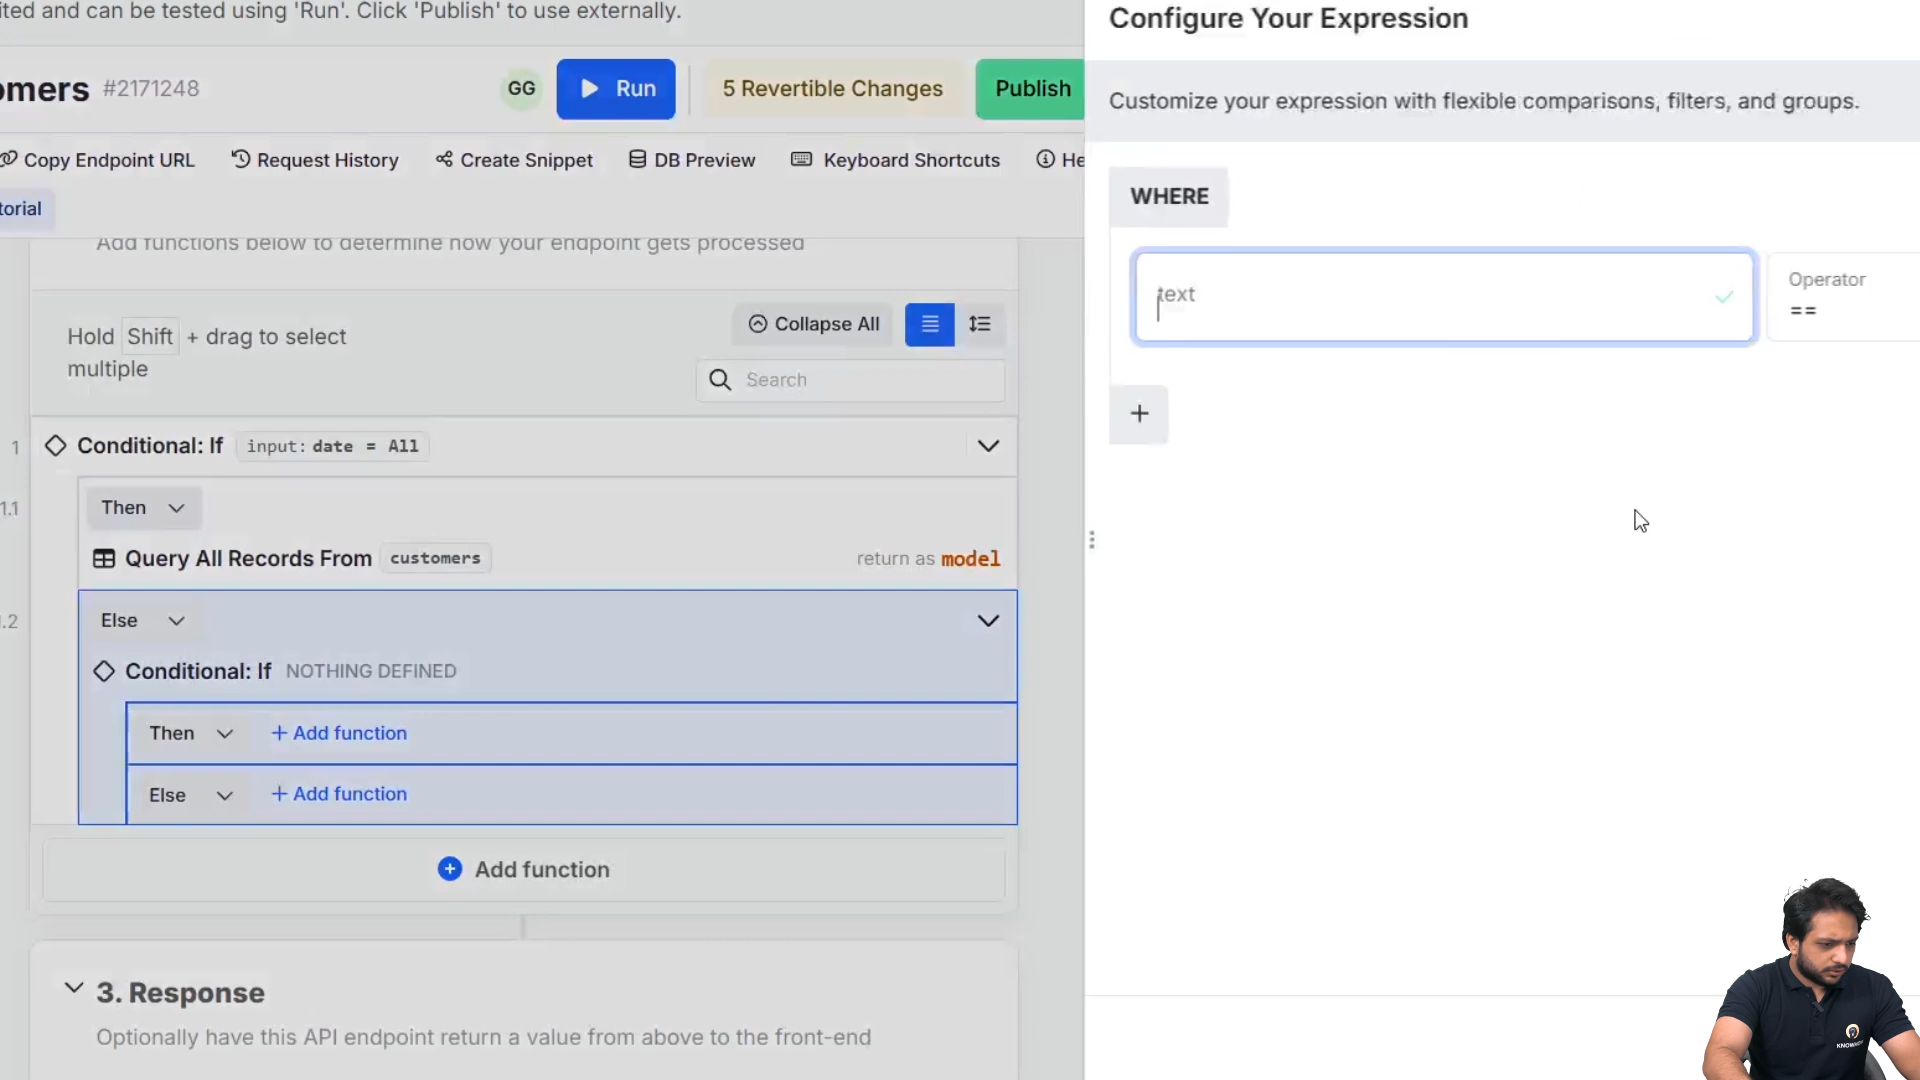 ited and can be tested using 'Run'. Click 'Publish' to use externally.
omers #2171248
GG
Run
5 Revertible Changes
Publish
Copy Endpoint URL
Request History
Create Snippet
DB Preview
Keyboard Shortcuts
He
torial
Add functions below to determine how your endpoint gets processed
Hold Shift + drag to select
multiple
Collapse All
Search
1
Conditional: If input: date = All
1.1
Then
Query All Records From customers
return as model
.2
Else
Conditional: If NOTHING DEFINED
Then
+ Add function
Else
+ Add function
Add function
3. Response
Optionally have this API endpoint return a value from above to the front-end
Configure Your Expression
Customize your expression with flexible comparisons, filters, and groups.
WHERE
text
Operator
==
+